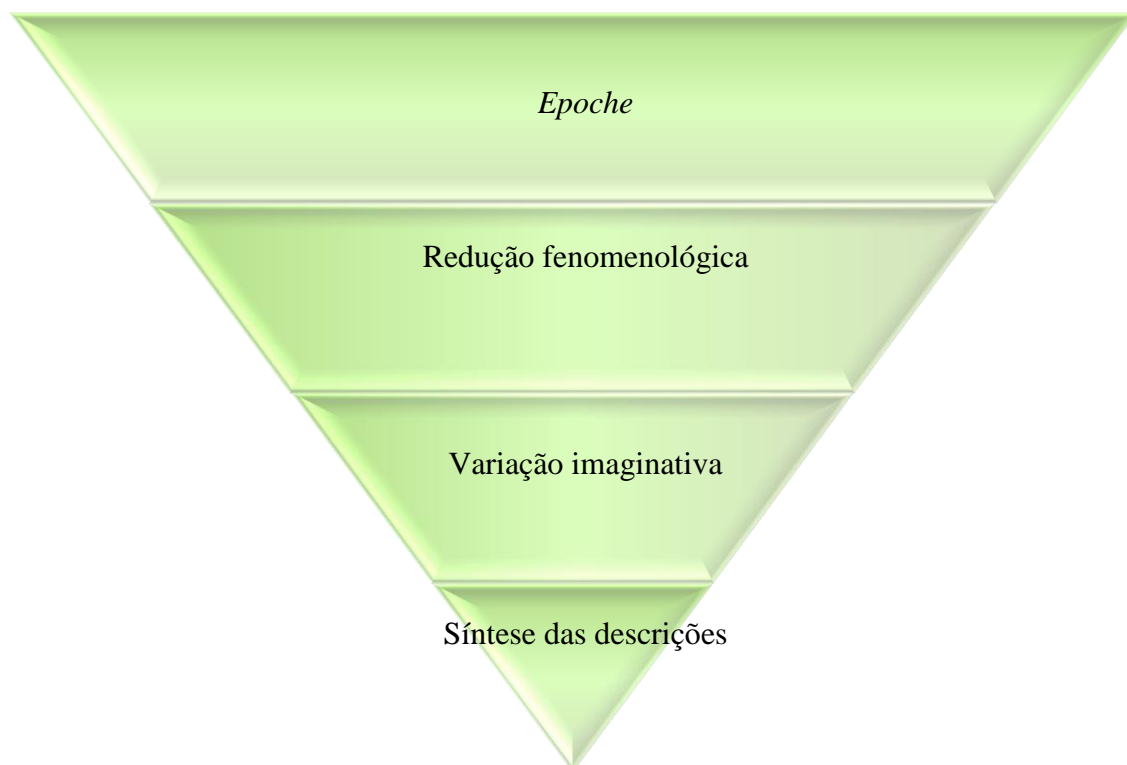 Epoche
Redução fenomenológica
Variação imaginativa
Síntese das descrições